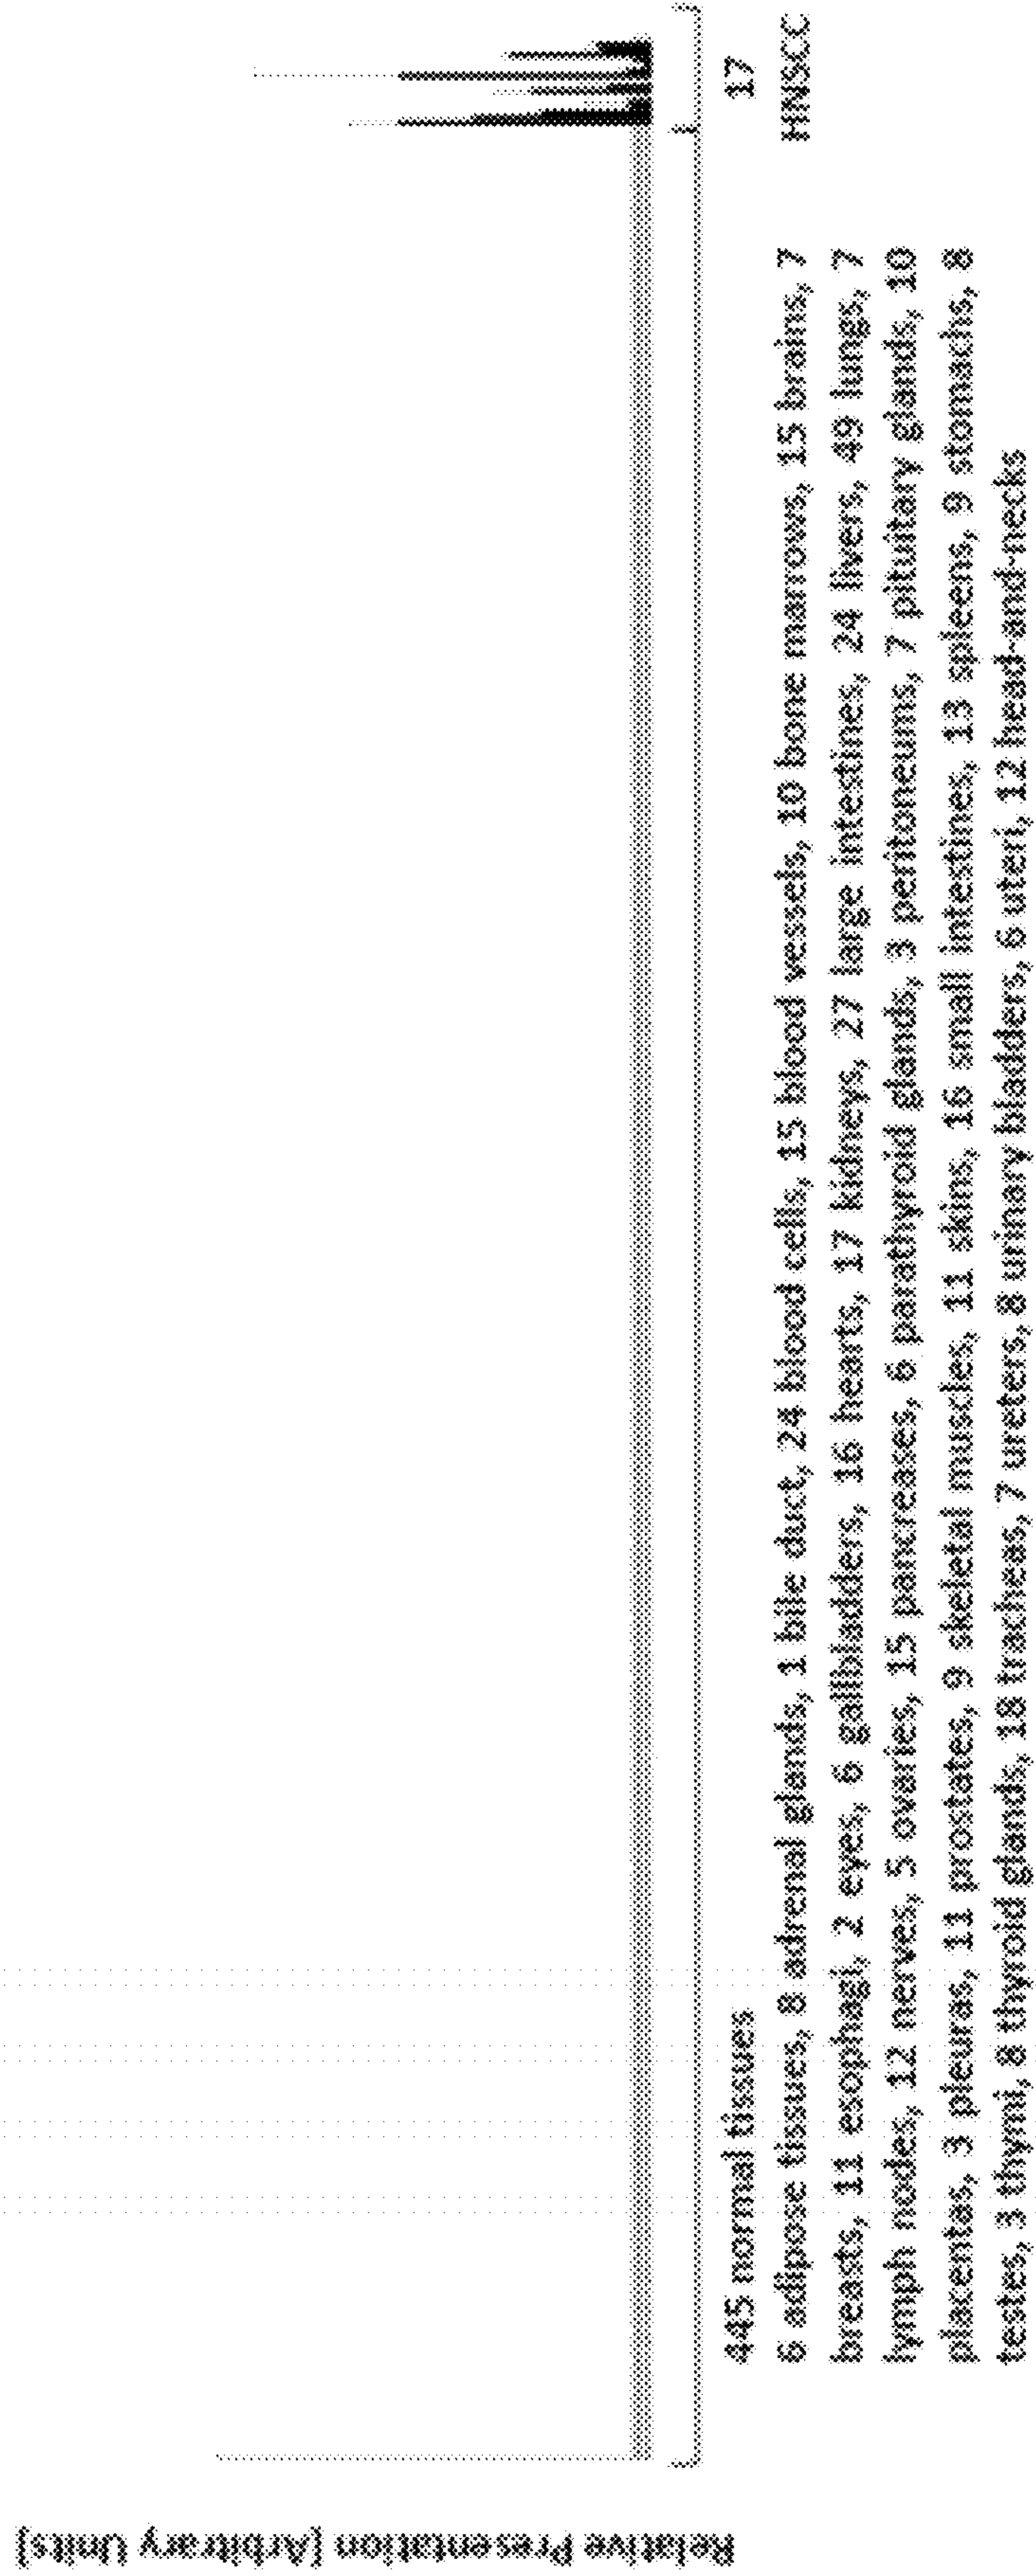 Relative Presentation [Arbitrary Units]
445 normal tissues
17
HNSCC
6 adipose tissues, 8 adrenal glands, 1 bile duct, 24 blood cells, 15 blood vessels, 10 bone marrows, 15 brains, 7
breasts, 11 esophagi, 2 eyes, 6 gallbladders, 16 hearts, 17 kidneys, 27 large intestines, 24 livers, 49 lungs, 7
lymph nodes, 12 nerves, 5 ovaries, 15 pancreases, 6 parathyroid glands, 3 peritoneums, 7 pituitary glands, 10
placentas, 3 pleuras, 11 prostates, 9 skeletal muscles, 11 skins, 16 small intestines, 13 spleens, 9 stomachs, 8
testes, 3 thymi, 8 thyroid glands, 18 tracheas, 7 ureters, 8 urinary bladders, 6 uteri, 12 head-and-necks